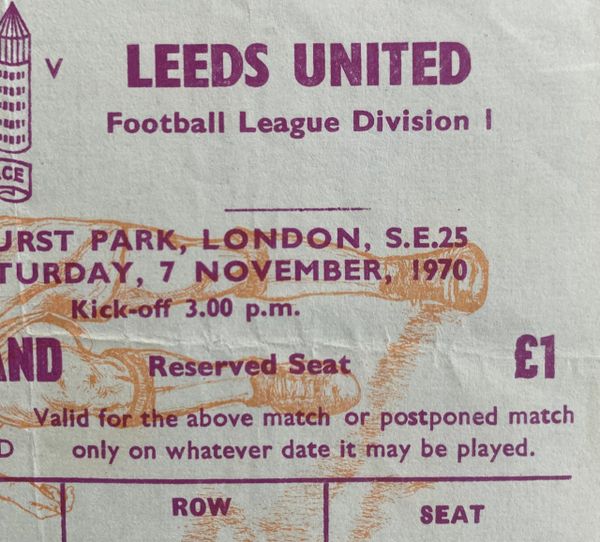 V LEEDS UNITED
Football League Division I
ACE
URST PARK, LONDON, S.E.25
TURDAY, 7 NOVEMBER, 1970
Kick-off 3.00 p.m.
AND Reserved Seat £1
Valid for the above match or postponed match
D only on whatever date it may be played.
ROW SEAT